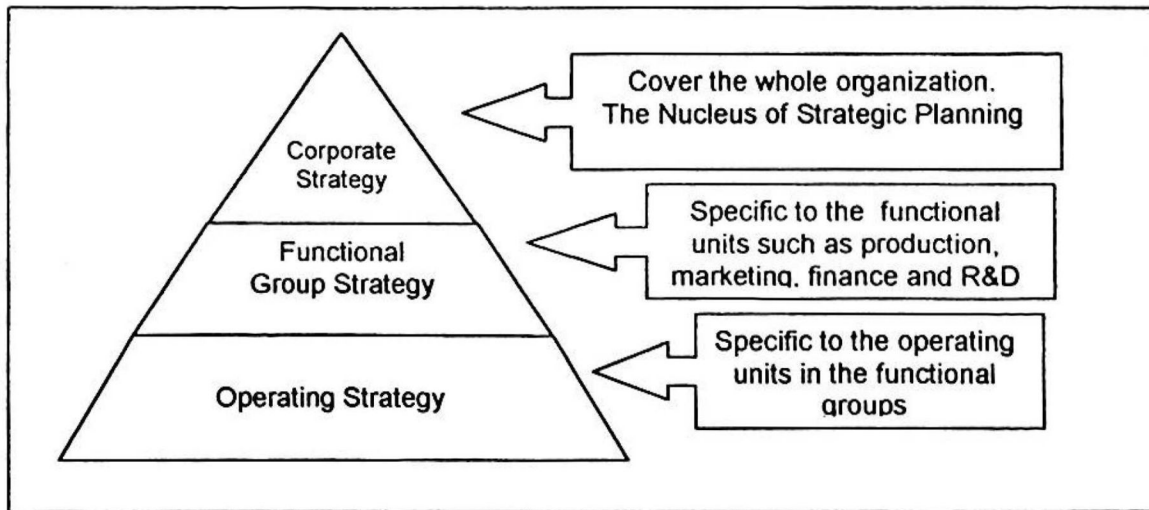 Corporate
Strategy
Cover the whole organization.
The Nucleus of Strategic Planning
Functional
Group Strategy
Specific to the functional
units such as production,
marketing, finance and R&D
Operating Strategy
Specific to the operating
units in the functional
groups